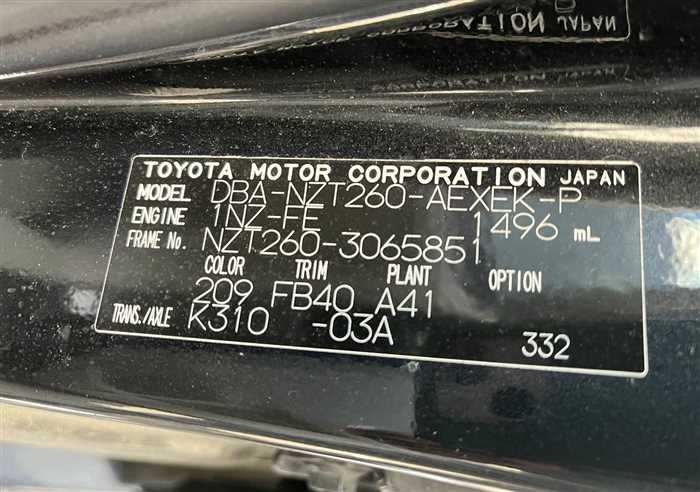 TOYOTA MOTOR CORPORATION JAPAN
MODEL DBA-NZT260-AEXEK-P
ENGINE 1NZ-FE 1496 mL
FRAME No. NZT260-3065851
COLOR TRIM PLANT OPTION
209 FB40 A41
TRANS./AXLE K310 -03A 332